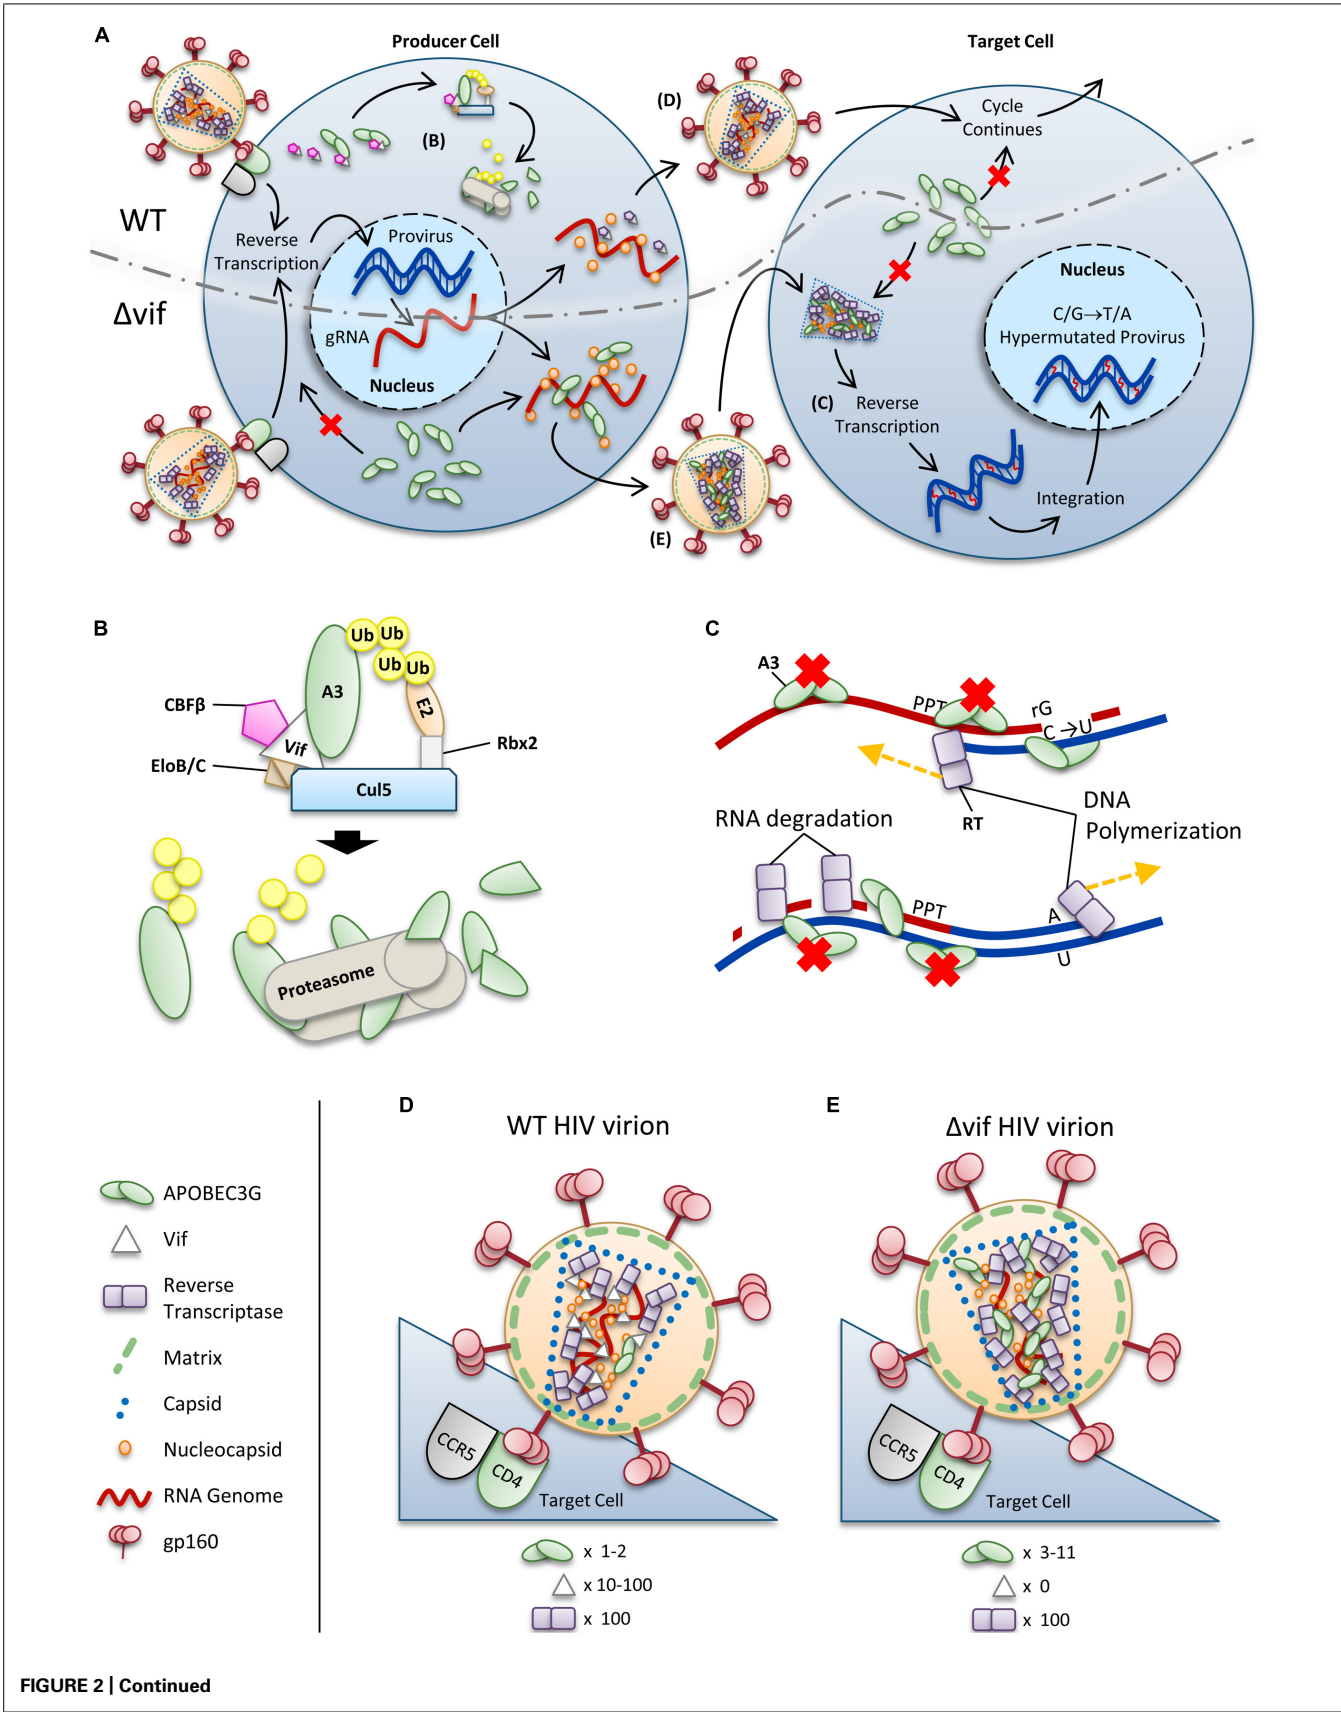 A
Producer Cell
Target Cell
(D)
Cycle
Continues
(B)
WT
Reverse
Transcription
Provirus
Δvif
gRNA
Nucleus
Nucleus
C/G→T/A
Hypermutated Provirus
(C)
Reverse
Transcription
Integration
(E)
B
Ub
Ub
Ub
Ub
A3
E2
CBFβ
Vif
Rbx2
EloB/C
Cul5
Proteasome
C
A3
PPT
rG
C→U
RT
DNA
Polymerization
RNA degradation
PPT
A
U
APOBEC3G
Vif
Reverse
Transcriptase
Matrix
Capsid
Nucleocapsid
RNA Genome
gp160
D
WT HIV virion
CCR5
CD4
Target Cell
x 1-2
x 10-100
x 100
E
Δvif HIV virion
CCR5
CD4
Target Cell
x 3-11
x 0
x 100
FIGURE 2 | Continued